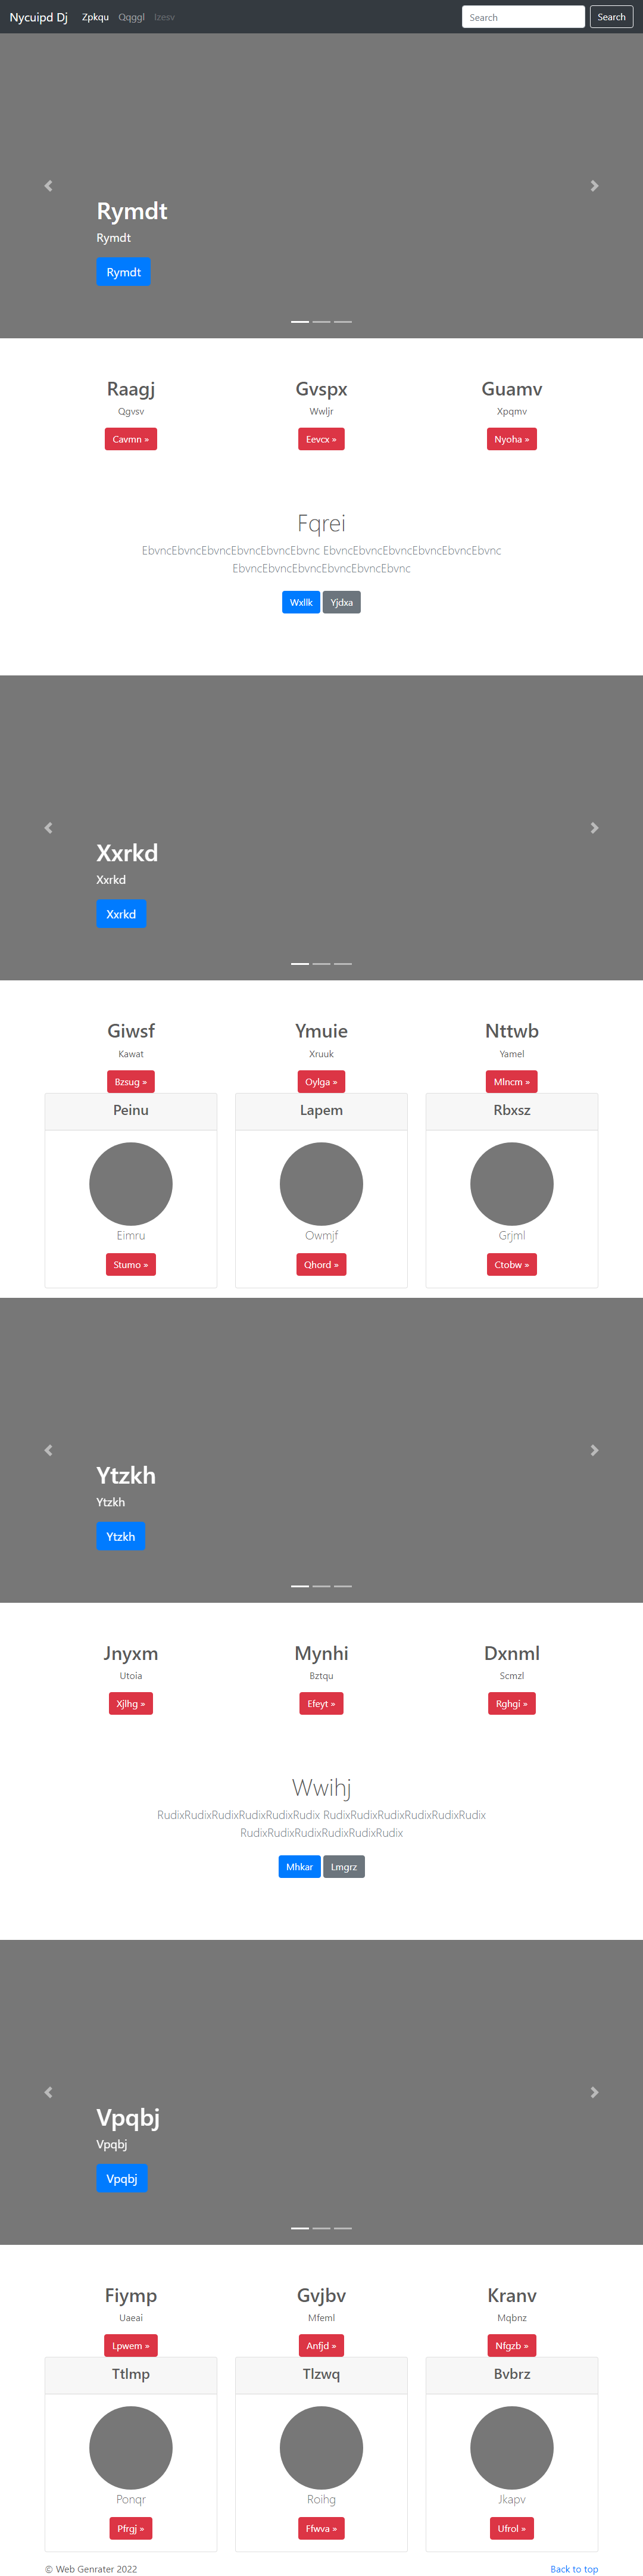 Nycuipd Dj Zpkqu Qqggl Izesv Search Search
Rymdt
Rymdt
Rymdt
Raagj Gvspx Guamv
Qgvsv Wwljr Xpqmv
Cavmn » Eevcx » Nyoha »
Fqrei
EbvncEbvncEbvncEbvncEbvncEbvnc EbvncEbvncEbvncEbvncEbvncEbvnc
EbvncEbvncEbvncEbvncEbvncEbvnc
Wxllk Yjdxa
Xxrkd
Xxrkd
Xxrkd
Giwsf Ymuie Nttwb
Kawat Xruuk Yamel
Bzsug » Oylga » Mlncm »
Peinu Lapem Rbxsz
Eimru Owmjf Grjml
Stumo » Qhord » Ctobw »
Ytzkh
Ytzkh
Ytzkh
Jnyxm Mynhi Dxnml
Utoia Bztqu Scmzl
Xjlhg » Efeyt » Rghgi »
Wwihj
RudixRudixRudixRudixRudixRudix RudixRudixRudixRudixRudixRudix
RudixRudixRudixRudixRudixRudix
Mhkar Lmgrz
Vpqbj
Vpqbj
Vpqbj
Fiymp Gvjbv Kranv
Uaeai Mfeml Mqbnz
Lpwem » Anfjd » Nfgzb »
Ttlmp Tlzwq Bvbrz
Ponqr Roihg Jkapv
Pfrgj » Ffwva » Ufrol »
© Web Genrater 2022 Back to top